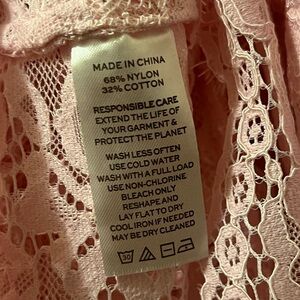 MADE IN CHINA
68% NYLON
32% COTTON
RESPONSIBLE CARE
EXTEND THE LIFE OF
YOUR GARMENT &
PROTECT THE PLANET
WASH LESS OFTEN
USE COLD WATER
WASH WITH A FULL LOAD
USE NON-CHLORINE
BLEACH ONLY
RESHAPE AND
LAY FLAT TO DRY
COOL IRON IF NEEDED
MAY BE DRY CLEANED
30